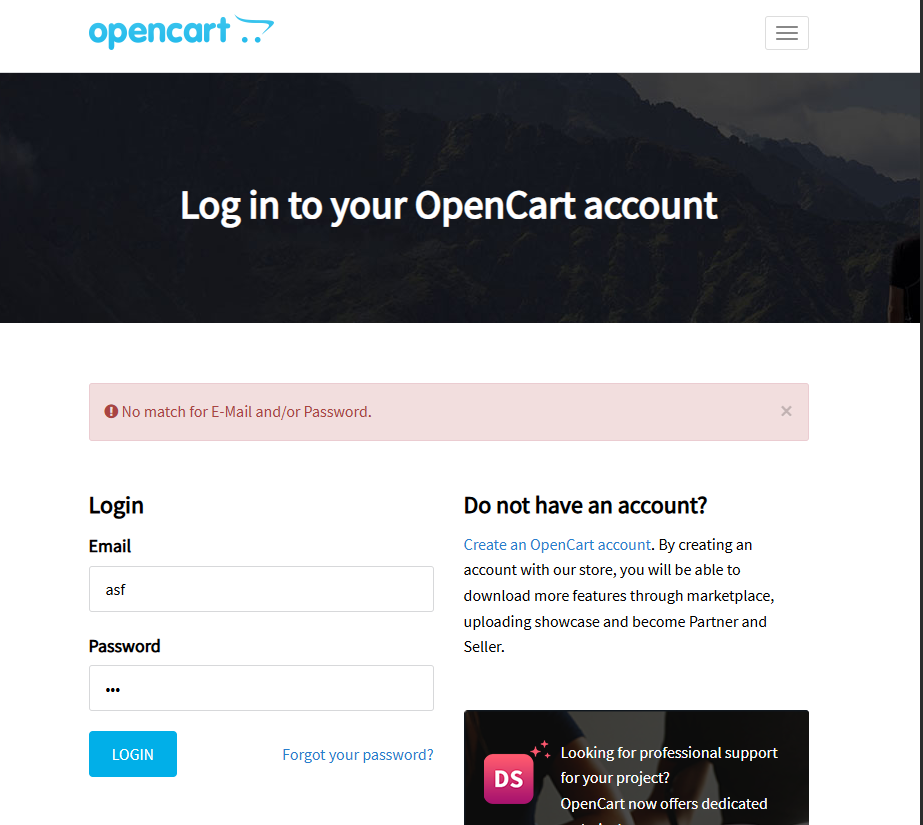 opencart
Log in to your OpenCart account
No match for E-Mail and/or Password.
×
Login
Email
asf
Password
•••
LOGIN
Forgot your password?
Do not have an account?
Create an OpenCart account. By creating an
account with our store, you will be able to
download more features through marketplace,
uploading showcase and become Partner and
Seller.
DS
Looking for professional support
for your project?
OpenCart now offers dedicated